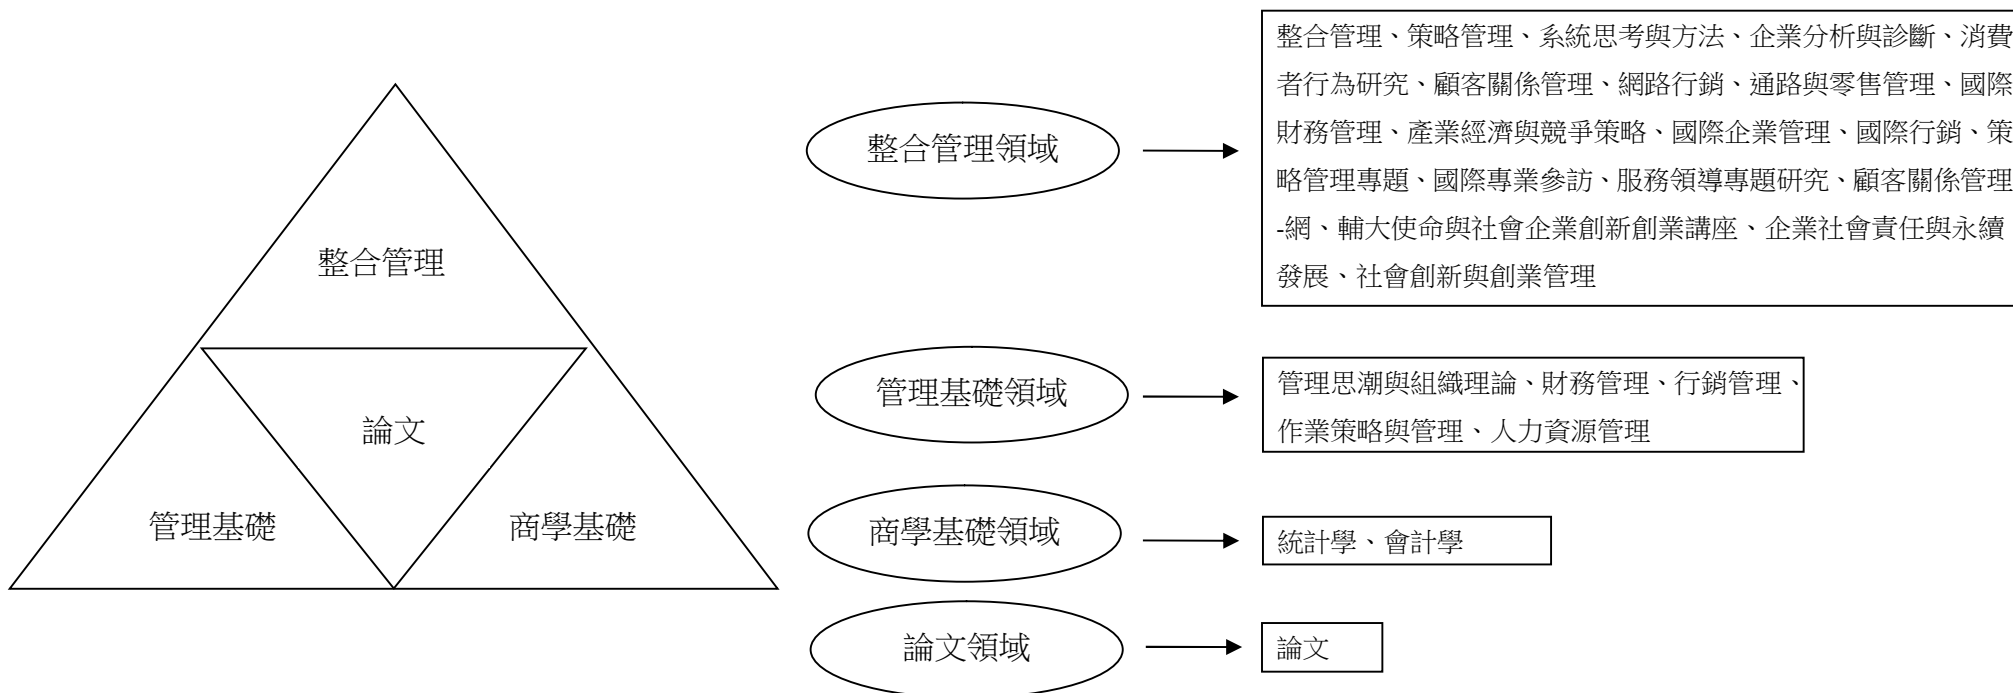 整合管理
論文
管理基礎
商學基礎
整合管理領域
整合管理、策略管理、系統思考與方法、企業分析與診斷、消費
者行為研究、顧客關係管理、網路行銷、通路與零售管理、國際
財務管理、產業經濟與競爭策略、國際企業管理、國際行銷、策
略管理專題、國際專業參訪、服務領導專題研究、顧客關係管理
-網、輔大使命與社會企業創新創業講座、企業社會責任與永續
發展、社會創新與創業管理
管理基礎領域
管理思潮與組織理論、財務管理、行銷管理、
作業策略與管理、人力資源管理
商學基礎領域
統計學、會計學
論文領域
論文